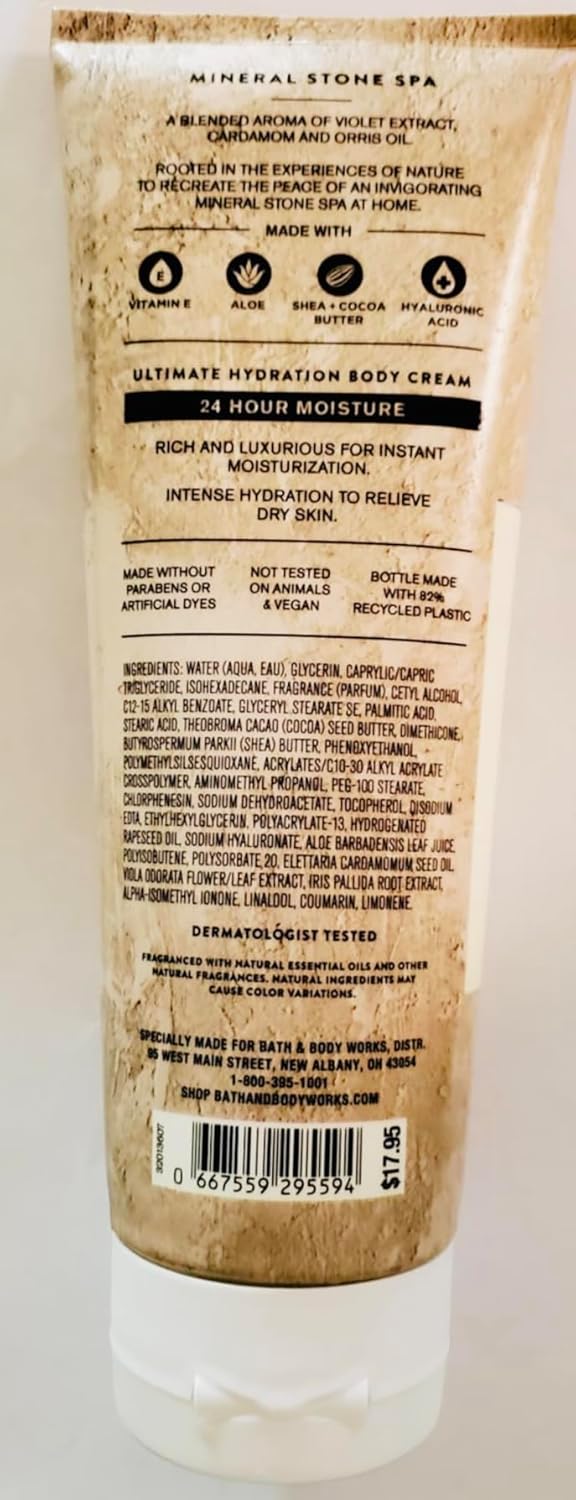 MINERAL STONE SPA
A BLENDED AROMA OF VIOLET EXTRACT,
CARDAMOM AND ORRIS OIL.
ROOTED IN THE EXPERIENCES OF NATURE
TO RECREATE THE PEACE OF AN INVIGORATING
MINERAL STONE SPA AT HOME.
MADE WITH
E
VITAMIN E ALOE SHEA + COCOA BUTTER HYALURONIC ACID
ULTIMATE HYDRATION BODY CREAM
24 HOUR MOISTURE
RICH AND LUXURIOUS FOR INSTANT
MOISTURIZATION.
INTENSE HYDRATION TO RELIEVE
DRY SKIN.
MADE WITHOUT
PARABENS OR
ARTIFICIAL DYES
NOT TESTED
ON ANIMALS
& VEGAN
BOTTLE MADE
WITH 82%
RECYCLED PLASTIC
INGREDIENTS: WATER (AQUA, EAU), GLYCERIN, CAPRYLIC/CAPRIC
TRIGLYCERIDE, ISOHEXADECANE, FRAGRANCE (PARFUM), CETYL ALCOHOL,
C12-15 ALKYL BENZOATE, GLYCERYL STEARATE SE, PALMITIC ACID,
STEARIC ACID, THEOBROMA CACAO (COCOA) SEED BUTTER, DIMETHICONE,
BUTYROSPERMUM PARKII (SHEA) BUTTER, PHENOXYETHANOL,
POLYMETHYLSILSESQUIOXANE, ACRYLATES/C10-30 ALKYL ACRYLATE
CROSSPOLYMER, AMINOMETHYL PROPANOL, PEG-100 STEARATE,
CHLORPHENESIN, SODIUM DEHYDROACETATE, TOCOPHEROL, DISODIUM
EDTA, ETHYLHEXYLGLYCERIN, POLYACRYLATE-13, HYDROGENATED
RAPESEED OIL, SODIUM HYALURONATE, ALOE BARBADENSIS LEAF JUICE,
POLYISOBUTENE, POLYSORBATE 20, ELETTARIA CARDAMOMUM SEED OIL,
VIOLA ODORATA FLOWER/LEAF EXTRACT, IRIS PALLIDA ROOT EXTRACT,
ALPHA-ISOMETHYL IONONE, LINALOOL, COUMARIN, LIMONENE.
DERMATOLOGIST TESTED
FRAGRANCED WITH NATURAL ESSENTIAL OILS AND OTHER
NATURAL FRAGRANCES. NATURAL INGREDIENTS MAY
CAUSE COLOR VARIATIONS.
SPECIALLY MADE FOR BATH & BODY WORKS, DISTR.
95 WEST MAIN STREET, NEW ALBANY, OH 43054
1-800-395-1001
SHOP BATHANDBODYWORKS.COM
0 667559 295594
$17.95